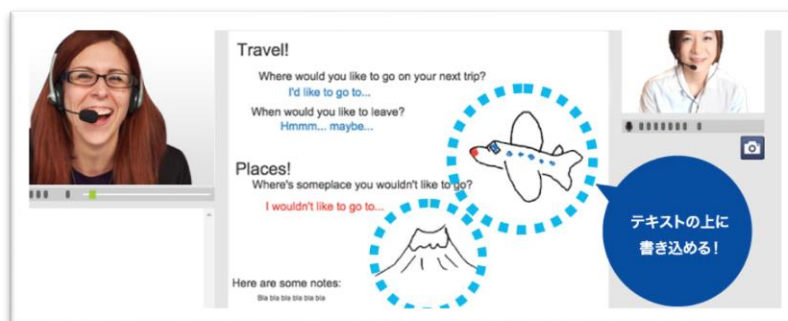 Travel!
Where would you like to go on your next trip?
I'd like to go to...
When would you like to leave?
Hmmm... maybe...
Places!
Where's someplace you wouldn't like to go?
I wouldn't like to go to...
Here are some notes:
Bla bla bla bla bla bla
テキストの上に
書き込める!